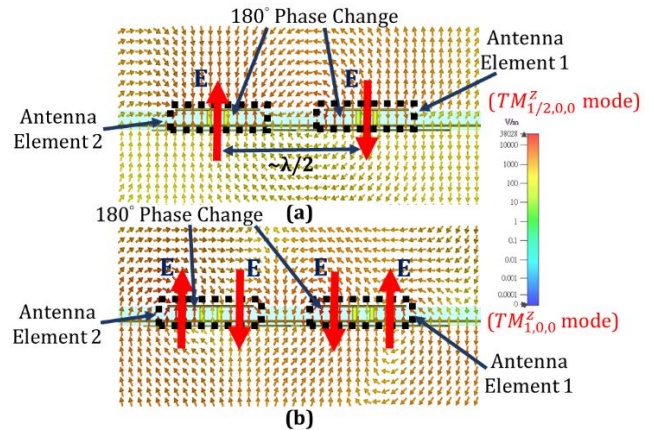 180° Phase Change
E
E
Antenna
Element 1
Antenna
Element 2
(TM^z_{1/2,0,0} mode)
~λ/2
(a)
V/m
38028
10000
1000
100
10
1
0.1
0.01
0.001
0.0001
0
180° Phase Change
E
E
E
E
Antenna
Element 2
(TM^z_{1,0,0} mode)
Antenna
Element 1
(b)